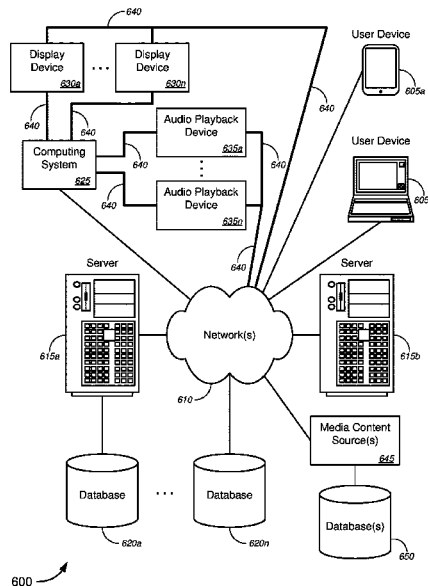 640
Display
Device
630a
...
Display
Device
630n
User Device
605a
640
640
640
Computing
System
625
Audio Playback
Device
635a
640
640
User Device
605
Audio Playback
Device
635n
640
640
Server
615a
Network(s)
610
Server
615b
Media Content
Source(s)
645
Database
620a
...
Database
620n
Database(s)
650
600